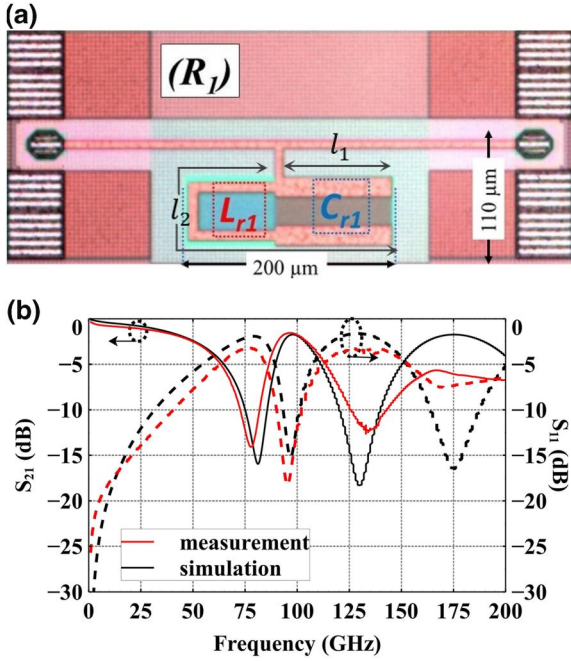 (a)
(R1)
l1
l2
Lr1
Cr1
110 μm
200 μm
(b)
0
−5
−10
−15
−20
−25
−30
S21 (dB)
0
−5
−10
−15
−20
−25
−30
S11 (dB)
measurement
simulation
0 25 50 75 100 125 150 175 200
Frequency (GHz)